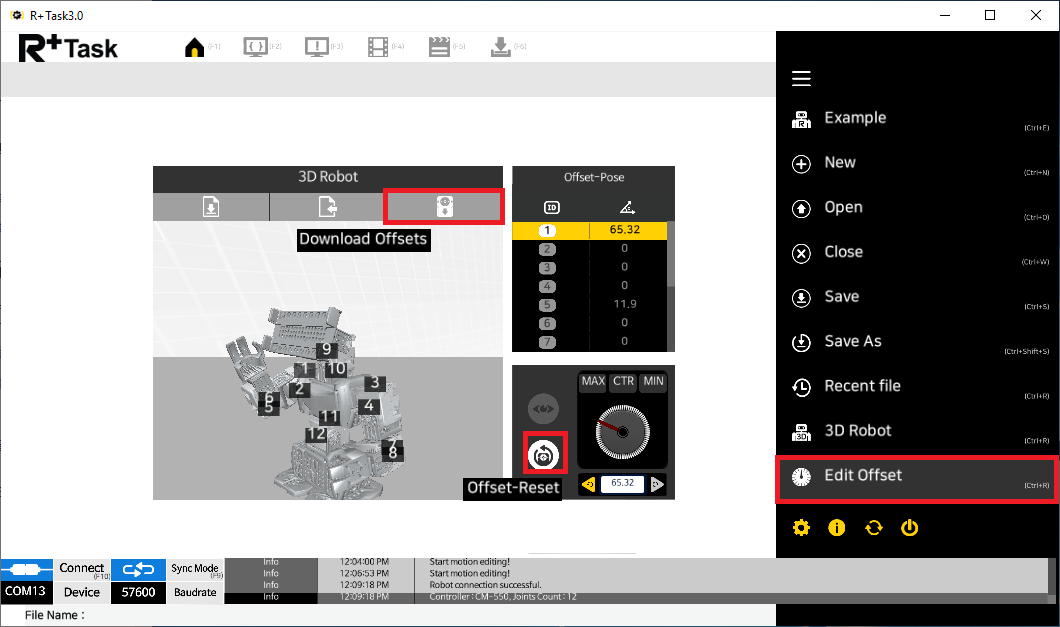 R+Task3.0
R+Task
(F1)
(F2)
(F3)
(F4)
(F5)
(F6)
3D Robot
Download Offsets
9
1
10
2
3
4
6
5
11
12
7
8
Offset-Pose
ID
1 65.32
2 0
3 0
4 0
5 11.9
6 0
7 0
MAX CTR MIN
65.32
Offset-Reset
Example (Ctrl+E)
New (Ctrl+N)
Open (Ctrl+O)
Close (Ctrl+W)
Save (Ctrl+S)
Save As (Ctrl+Shift+S)
Recent file (Ctrl+R)
3D Robot (Ctrl+R)
Edit Offset (Ctrl+R)
Connect (F10)
Sync Mode (F9)
COM13 Device 57600 Baudrate
Info 12:04:00 PM Start motion editing!
Info 12:06:53 PM Start motion editing!
Info 12:09:18 PM Robot connection successful.
Info 12:09:18 PM Controller : CM-550, Joints Count : 12
File Name :